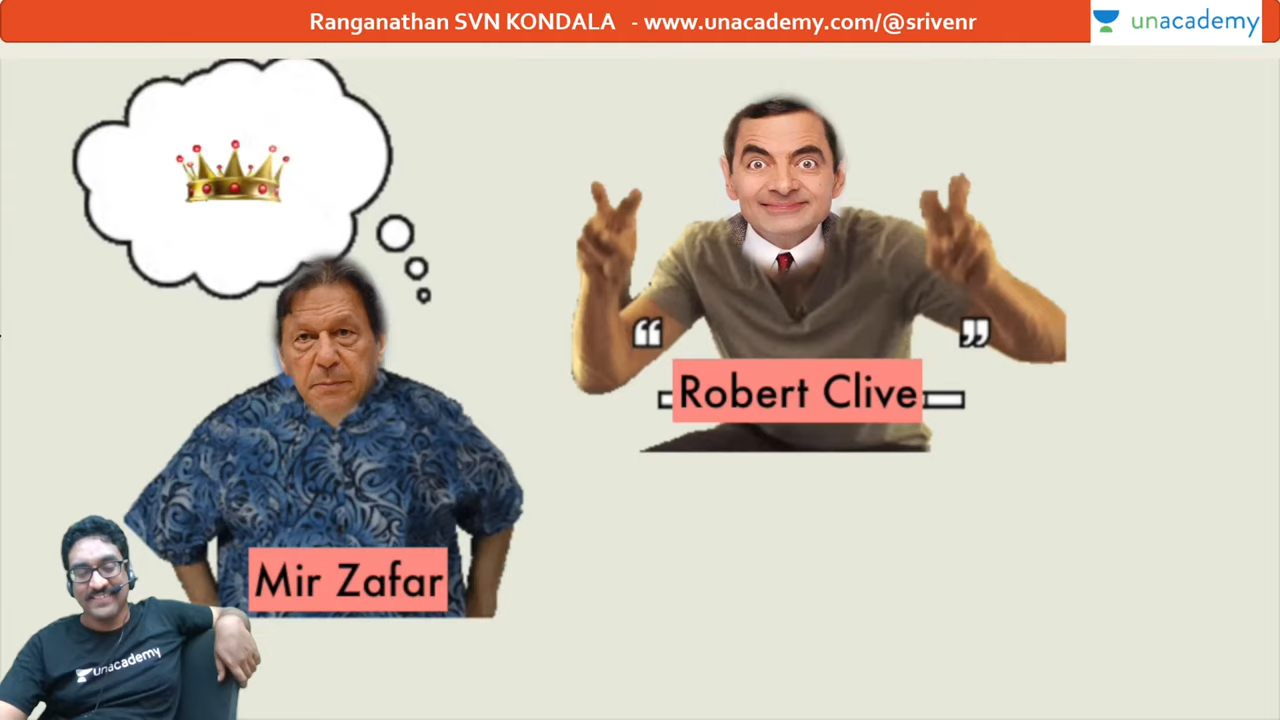 Ranganathan SVN KONDALA - www.unacademy.com/@srivenr
unacademy
“ ”
Robert Clive
Mir Zafar
unacademy